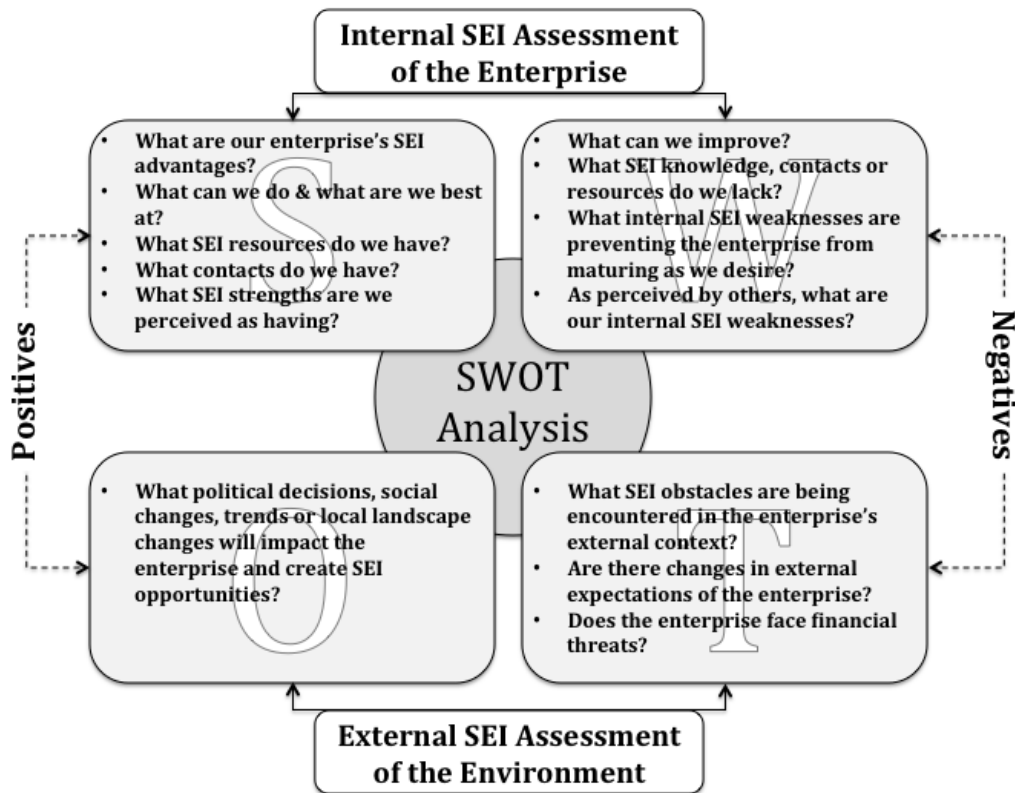 Internal SEI Assessment
of the Enterprise
• What are our enterprise’s SEI
advantages?
• What can we do & what are we best
at?
• What SEI resources do we have?
• What contacts do we have?
• What SEI strengths are we
perceived as having?
S
• What can we improve?
• What SEI knowledge, contacts or
resources do we lack?
• What internal SEI weaknesses are
preventing the enterprise from
maturing as we desire?
• As perceived by others, what are
our internal SEI weaknesses?
W
Positives
SWOT
Analysis
Negatives
• What political decisions, social
changes, trends or local landscape
changes will impact the
enterprise and create SEI
opportunities?
O
• What SEI obstacles are being
encountered in the enterprise’s
external context?
• Are there changes in external
expectations of the enterprise?
• Does the enterprise face financial
threats?
T
External SEI Assessment
of the Environment